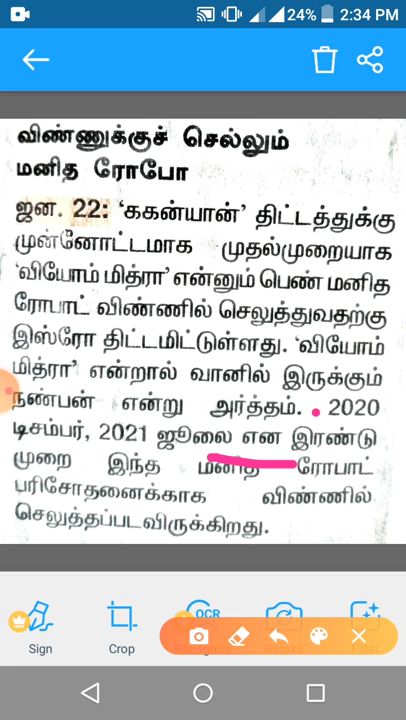 24% 2:34 PM
விண்ணுக்குச் செல்லும்
மனித ரோபோ
ஜன. 22: ‘ககன்யான்’ திட்டத்துக்கு
முன்னோட்டமாக முதல்முறையாக
‘வியோம் மித்ரா’ என்னும் பெண் மனித
ரோபாட் விண்ணில் செலுத்துவதற்கு
இஸ்ரோ திட்டமிட்டுள்ளது. ‘வியோம்
மித்ரா’ என்றால் வானில் இருக்கும்
நண்பன் என்று அர்த்தம். 2020
டிசம்பர், 2021 ஜூலை என இரண்டு
முறை இந்த மனித ரோபாட்
பரிசோதனைக்காக விண்ணில்
செலுத்தப்படவிருக்கிறது.
OCR
Sign Crop